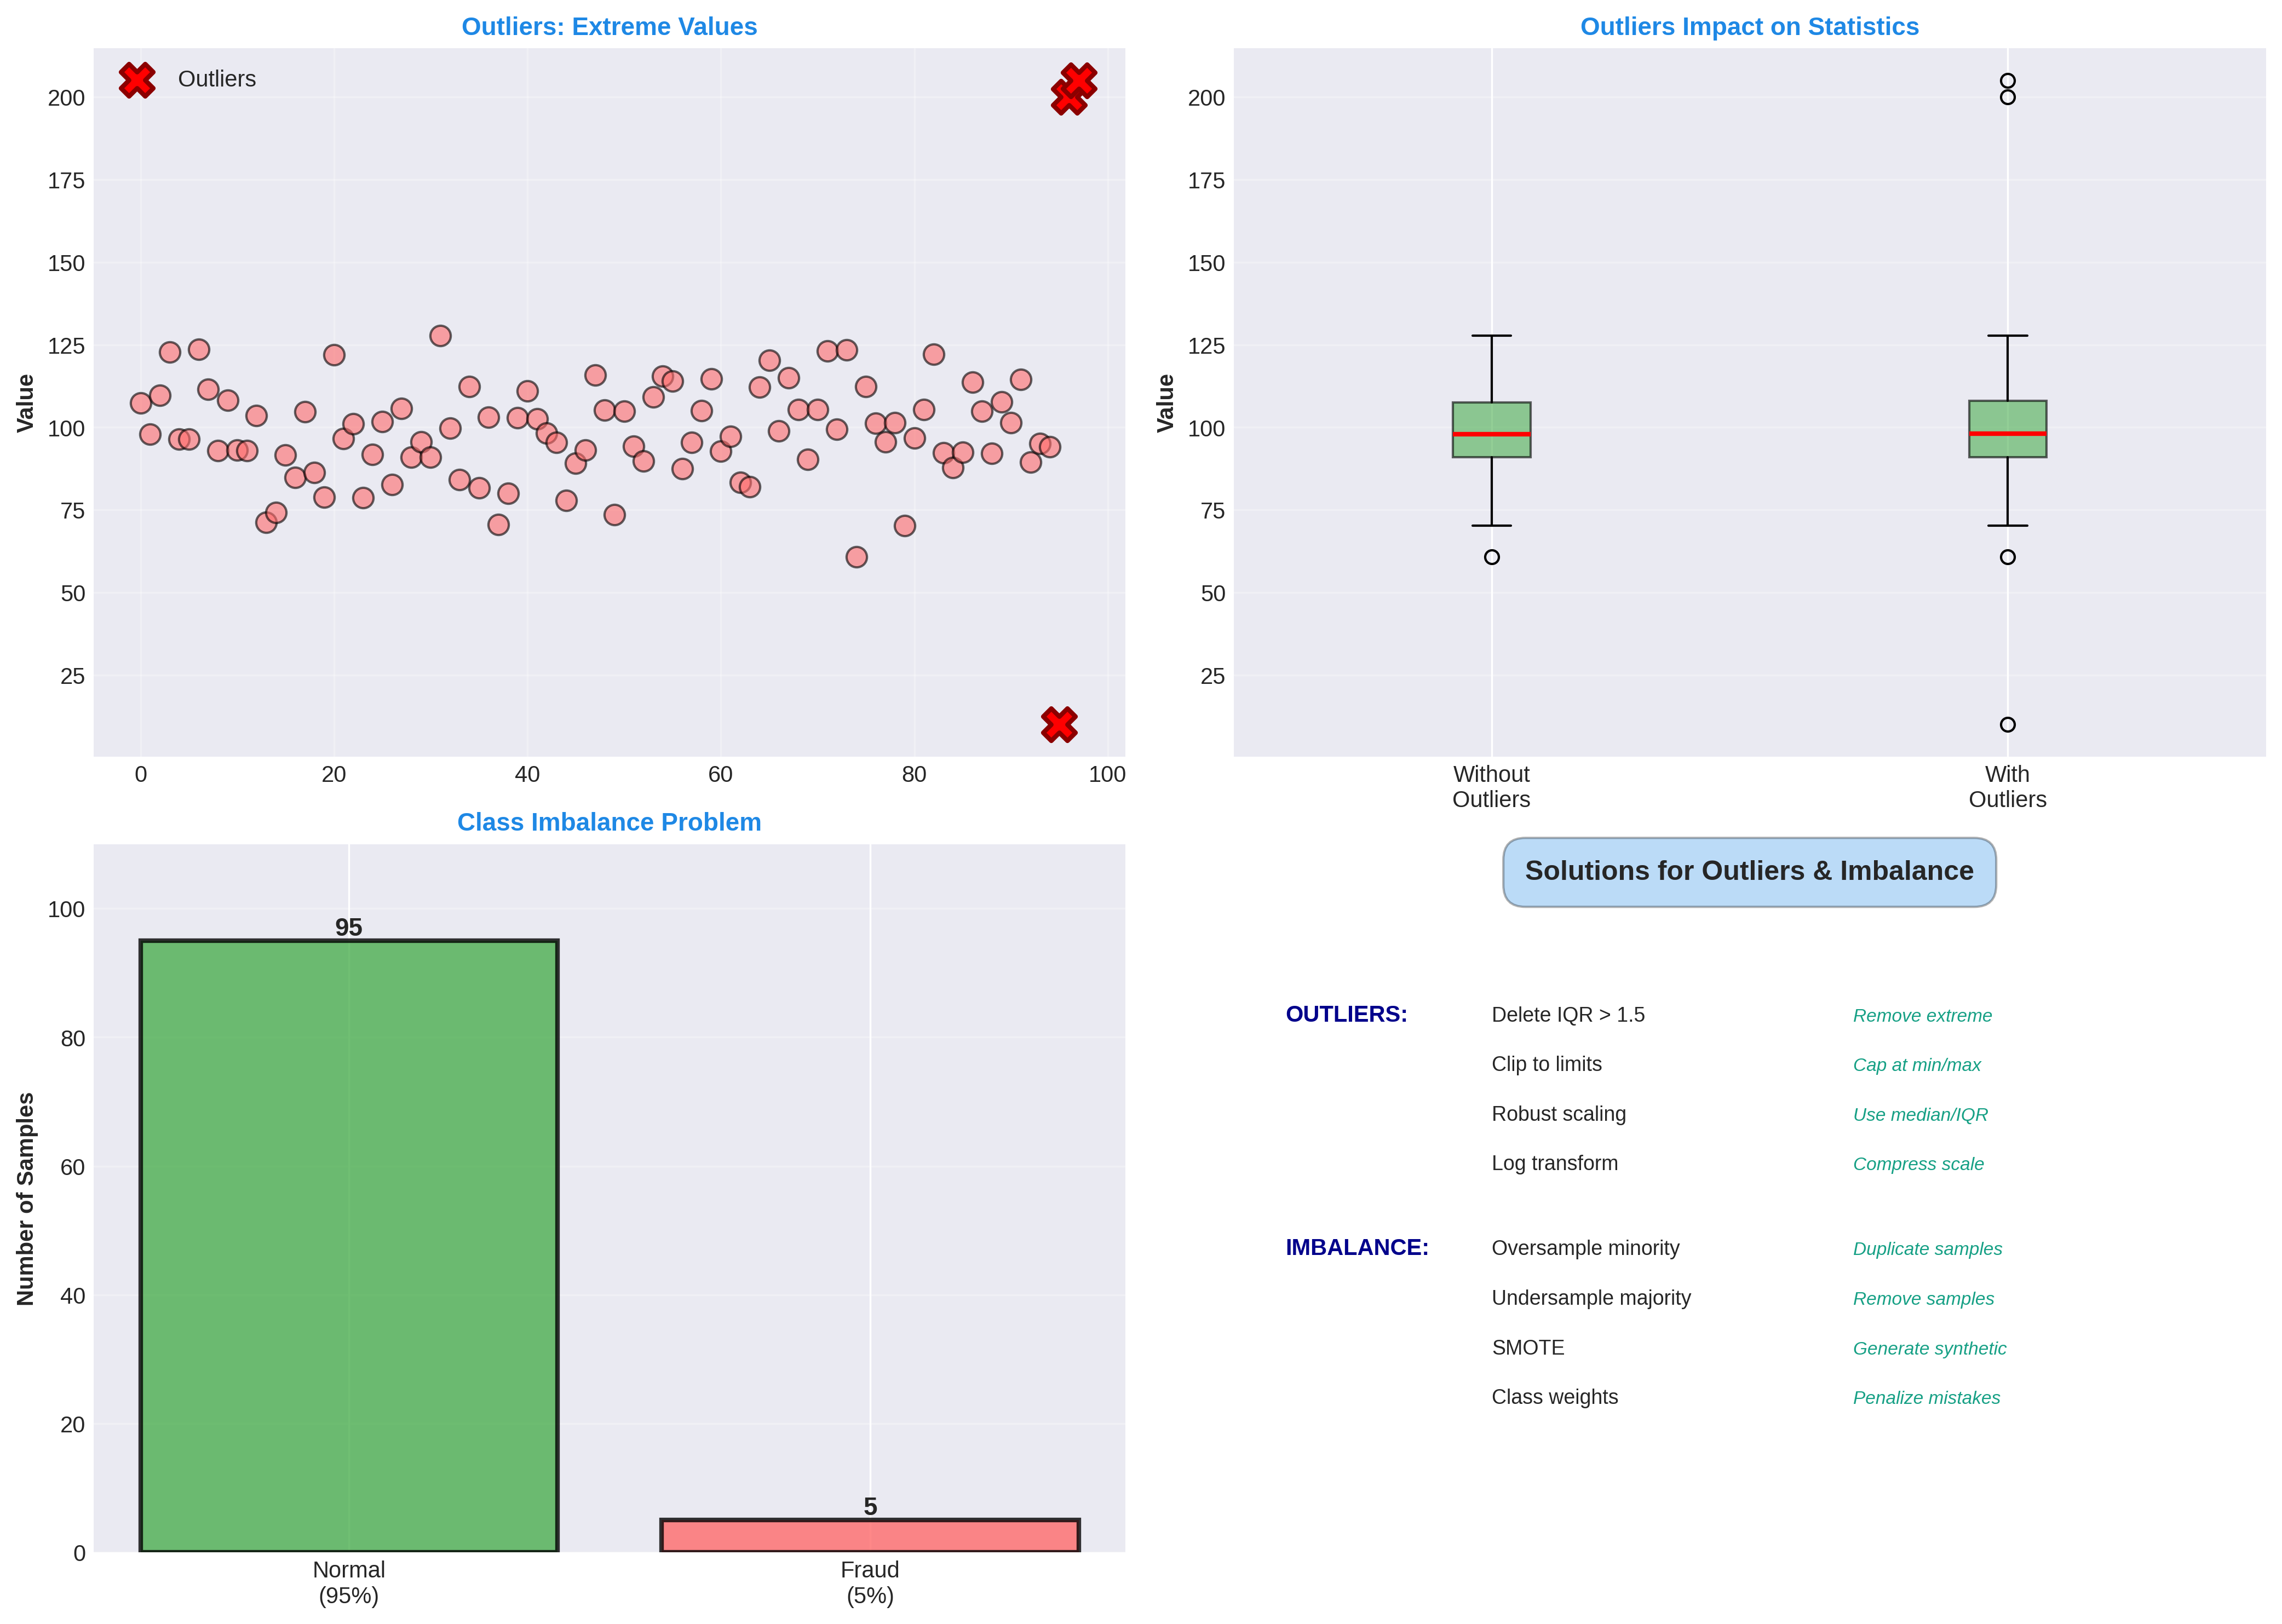 Outliers: Extreme Values
Outliers
Value
200
175
150
125
100
75
50
25
0 20 40 60 80 100
Outliers Impact on Statistics
Value
200
175
150
125
100
75
50
25
Without
Outliers
With
Outliers
Class Imbalance Problem
Number of Samples
100
80
60
40
20
0
95
5
Normal
(95%)
Fraud
(5%)
Solutions for Outliers & Imbalance
OUTLIERS: Delete IQR > 1.5 Remove extreme
Clip to limits Cap at min/max
Robust scaling Use median/IQR
Log transform Compress scale
IMBALANCE: Oversample minority Duplicate samples
Undersample majority Remove samples
SMOTE Generate synthetic
Class weights Penalize mistakes